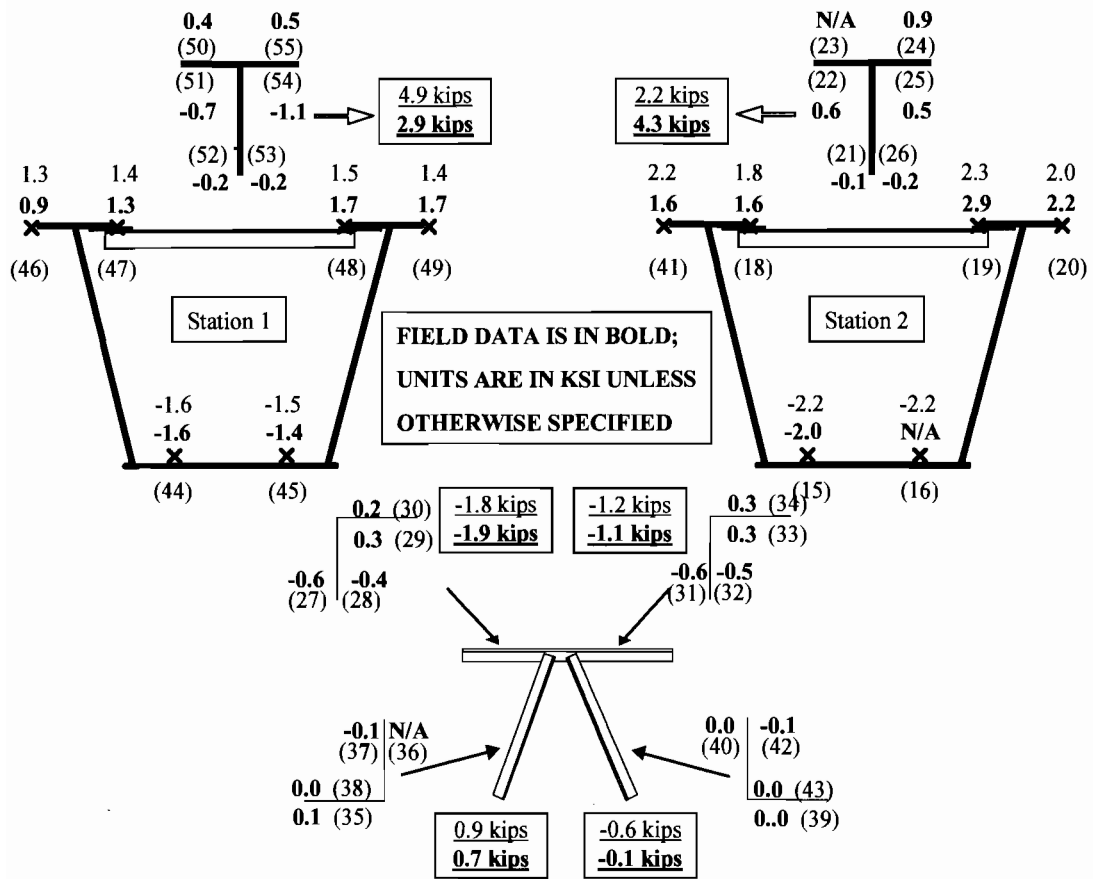 0.4 0.5
(50) (55)
(51) (54)
-0.7 -1.1
(52) (53)
-0.2 -0.2
4.9 kips
2.9 kips
N/A 0.9
(23) (24)
(22) (25)
0.6 0.5
(21) (26)
-0.1 -0.2
2.2 kips
4.3 kips
1.3 1.4 1.5 1.4
0.9 1.3 1.7 1.7
(46) (47) (48) (49)
Station 1
-1.6 -1.5
-1.6 -1.4
(44) (45)
2.2 1.8 2.3 2.0
1.6 1.6 2.9 2.2
(41) (18) (19) (20)
Station 2
-2.2 -2.2
-2.0 N/A
(15) (16)
FIELD DATA IS IN BOLD;
UNITS ARE IN KSI UNLESS
OTHERWISE SPECIFIED
0.2 (30)
0.3 (29)
-0.6 -0.4
(27) (28)
-1.8 kips
-1.9 kips
-1.2 kips
-1.1 kips
0.3 (34)
0.3 (33)
-0.6 -0.5
(31) (32)
-0.1 N/A
(37) (36)
0.0 (38)
0.1 (35)
0.0 -0.1
(40) (42)
0.0 (43)
0..0 (39)
0.9 kips
0.7 kips
-0.6 kips
-0.1 kips